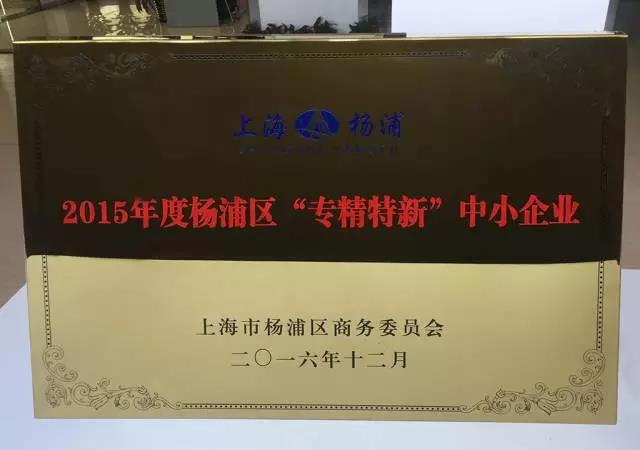 上海 杨浦
2015年度杨浦区“专精特新”中小企业
上海市杨浦区商务委员会
二〇一六年十二月